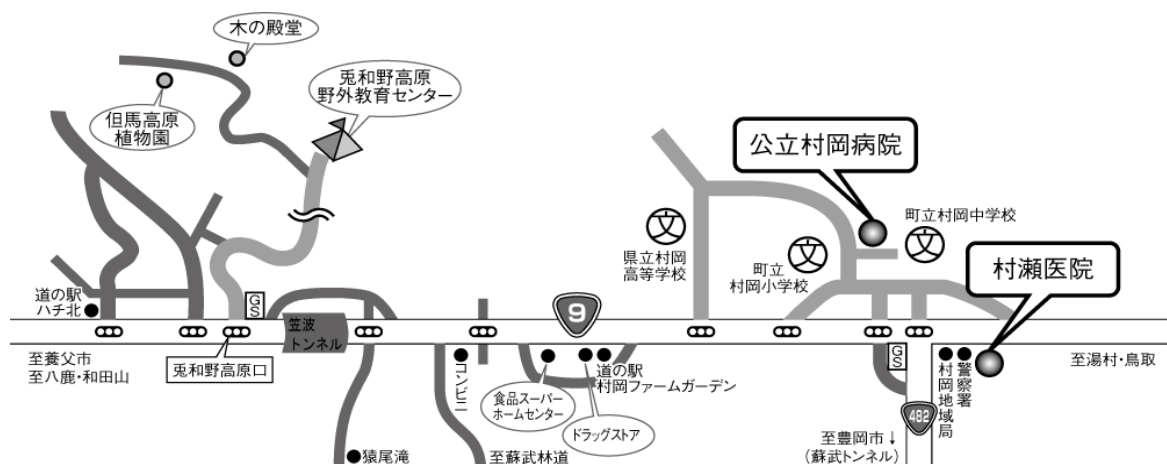 木の殿堂
兎和野高原
野外教育センター
但馬高原
植物園
公立村岡病院
町立村岡中学校
文
県立村岡
高等学校
文
町立
村岡小学校
文
村瀬医院
道の駅
ハチ北
GS
笠波
トンネル
9
兎和野高原口
至養父市
至八鹿・和田山
コンビニ
食品スーパー
ホームセンター
ドラッグストア
道の駅
村岡ファームガーデン
GS
村岡地域局
警察署
至湯村・鳥取
482
至豊岡市↓
(蘇武トンネル)
猿尾滝
至蘇武林道